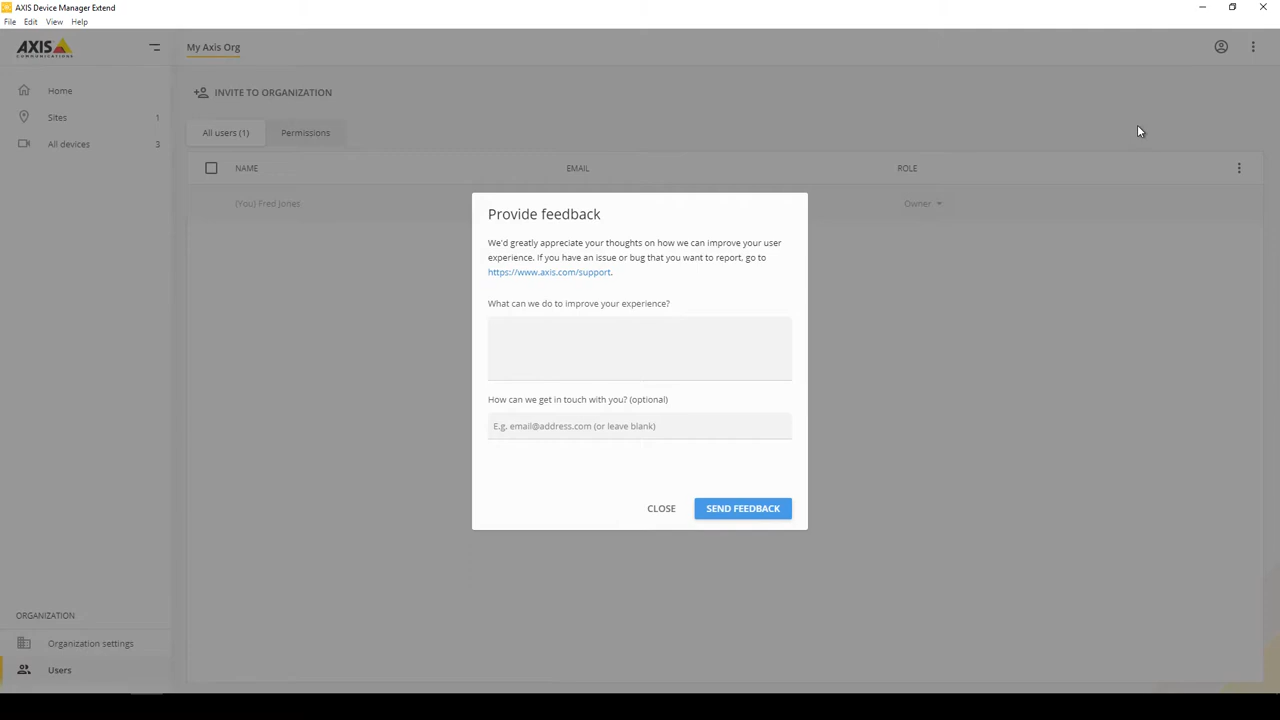 AXIS Device Manager Extend
File Edit View Help
AXIS
COMMUNICATIONS
My Axis Org
Home
Sites 1
All devices 3
INVITE TO ORGANIZATION
All users (1) Permissions
NAME EMAIL ROLE
(You) Fred Jones Owner
Provide feedback
We'd greatly appreciate your thoughts on how we can improve your user
experience. If you have an issue or bug that you want to report, go to
https://www.axis.com/support.
What can we do to improve your experience?
How can we get in touch with you? (optional)
E.g. email@address.com (or leave blank)
CLOSE SEND FEEDBACK
ORGANIZATION
Organization settings
Users